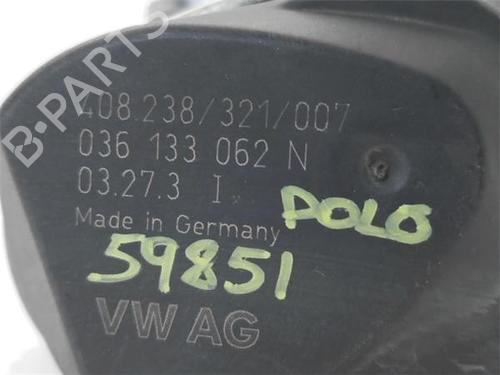 B-PARTS
408.238/321/007
036 133 062 N
03.27.3 I
POLO
Made in Germany
59851
VW AG